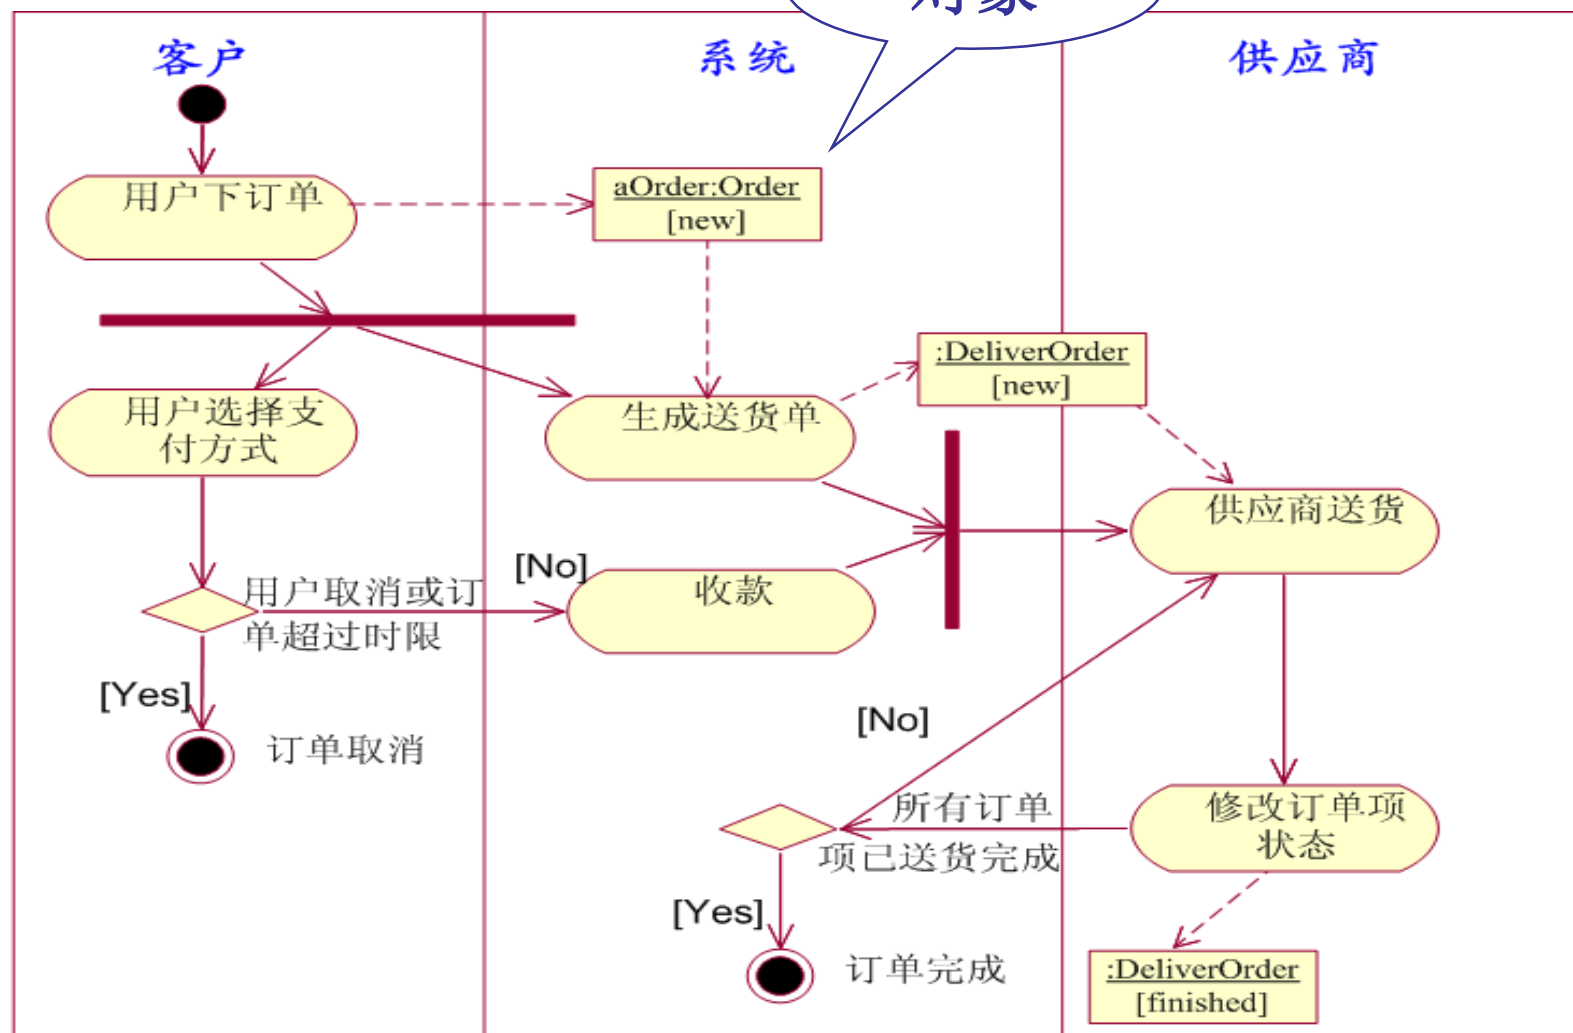 对象
客户
系统
供应商
用户下订单
aOrder:Order
[new]
:DeliverOrder
[new]
用户选择支
付方式
生成送货单
供应商送货
[No]
用户取消或订
单超过时限
收款
[Yes]
订单取消
[No]
所有订单
项已送货完成
修改订单项
状态
[Yes]
订单完成
:DeliverOrder
[finished]